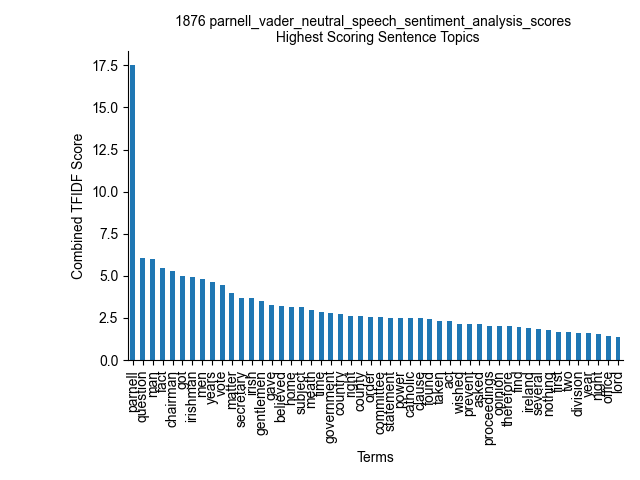 1876 parnell_vader_neutral_speech_sentiment_analysis_scores
Highest Scoring Sentence Topics
Combined TFIDF Score
17.5
15.0
12.5
10.0
7.5
5.0
2.5
0.0
parnell
question
man
fact
chairman
got
irishman
men
years
vote
matter
secretary
irish
gentlemen
gave
believed
home
subject
meath
time
government
country
right
county
order
committee
statement
power
catholic
clause
found
taken
act
wished
prevent
asked
proceedings
opinion
therefore
find
ireland
several
nothing
first
two
division
year
night
office
lord
Terms